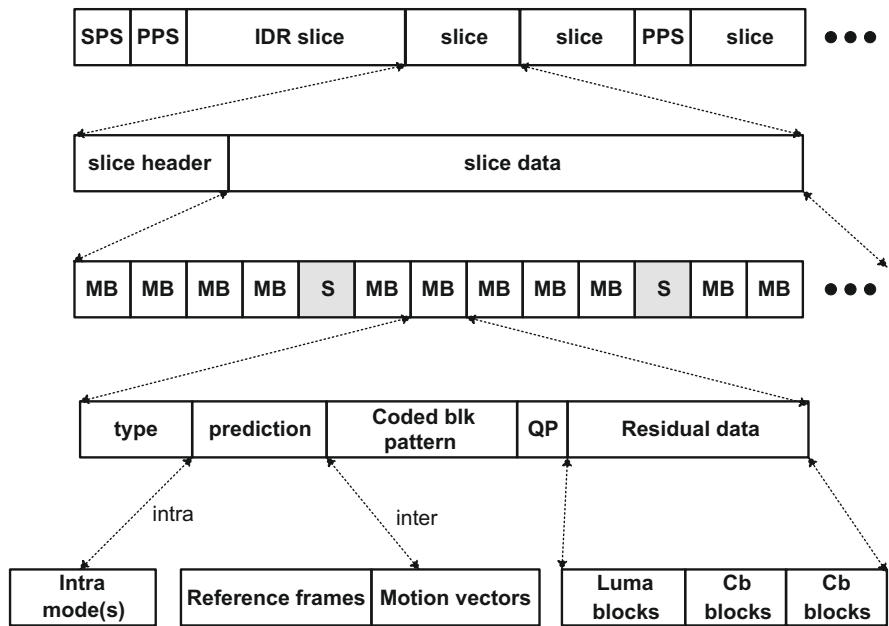 SPS PPS IDR slice slice slice PPS slice
slice header slice data
MB MB MB MB S MB MB MB MB MB S MB MB
type prediction Coded blk pattern QP Residual data
intra inter
Intra mode(s) Reference frames Motion vectors Luma blocks Cb blocks Cb blocks